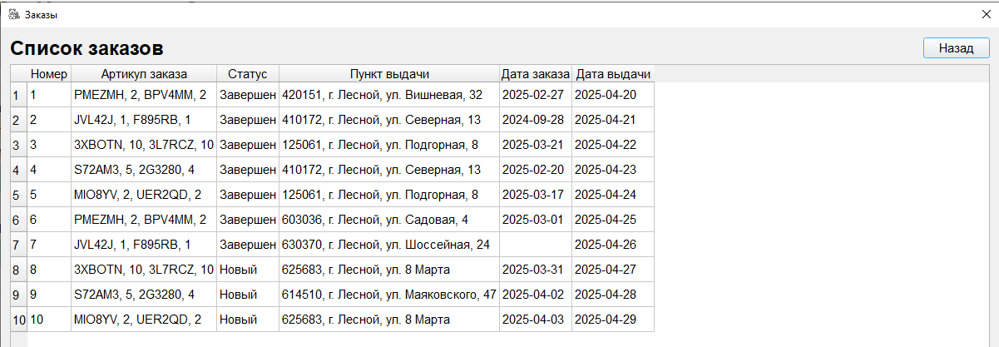 Заказы
Список заказов
Назад
Номер Артикул заказа Статус Пункт выдачи Дата заказа Дата выдачи
1 1 PMEZMH, 2, BPV4MM, 2 Завершен 420151, г. Лесной, ул. Вишневая, 32 2025-02-27 2025-04-20
2 2 JVL42J, 1, F895RB, 1 Завершен 410172, г. Лесной, ул. Северная, 13 2024-09-28 2025-04-21
3 3 3XBOTN, 10, 3L7RCZ, 10 Завершен 125061, г. Лесной, ул. Подгорная, 8 2025-03-21 2025-04-22
4 4 S72AM3, 5, 2G3280, 4 Завершен 410172, г. Лесной, ул. Северная, 13 2025-02-20 2025-04-23
5 5 MIO8YV, 2, UER2QD, 2 Завершен 125061, г. Лесной, ул. Подгорная, 8 2025-03-17 2025-04-24
6 6 PMEZMH, 2, BPV4MM, 2 Завершен 603036, г. Лесной, ул. Садовая, 4 2025-03-01 2025-04-25
7 7 JVL42J, 1, F895RB, 1 Завершен 630370, г. Лесной, ул. Шоссейная, 24 2025-04-26
8 8 3XBOTN, 10, 3L7RCZ, 10 Новый 625683, г. Лесной, ул. 8 Марта 2025-03-31 2025-04-27
9 9 S72AM3, 5, 2G3280, 4 Новый 614510, г. Лесной, ул. Маяковского, 47 2025-04-02 2025-04-28
10 10 MIO8YV, 2, UER2QD, 2 Новый 625683, г. Лесной, ул. 8 Марта 2025-04-03 2025-04-29